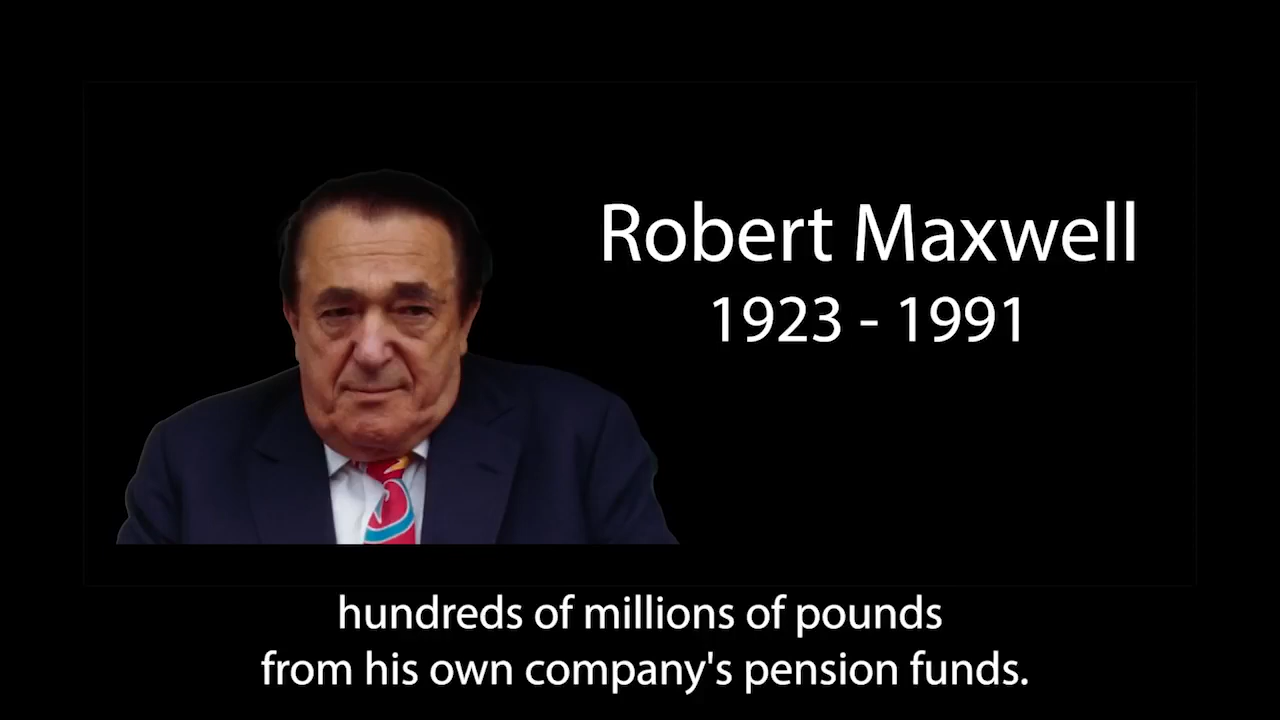 Robert Maxwell
1923 - 1991
hundreds of millions of pounds
from his own company's pension funds.